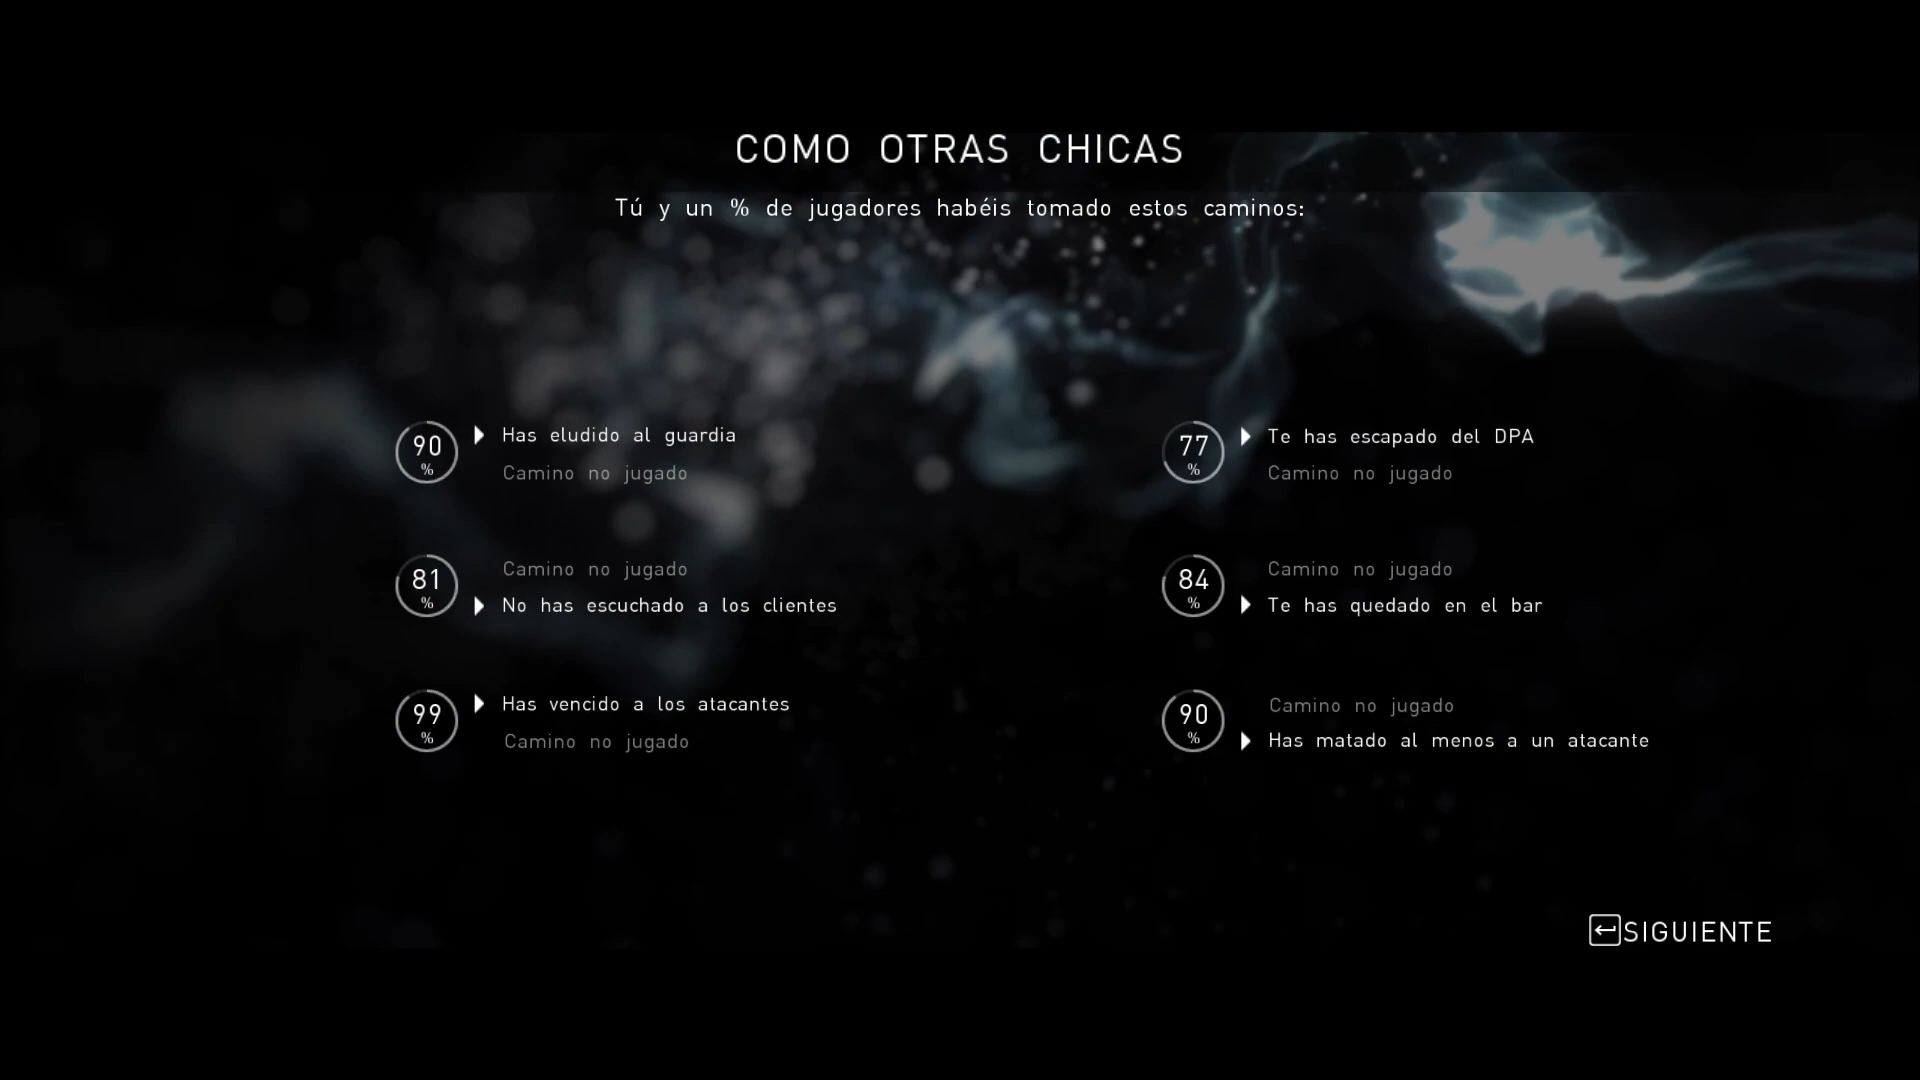 COMO OTRAS CHICAS
Tú y un % de jugadores habéis tomado estos caminos:
90 %
Has eludido al guardia
Camino no jugado
77 %
Te has escapado del DPA
Camino no jugado
81 %
Camino no jugado
No has escuchado a los clientes
84 %
Camino no jugado
Te has quedado en el bar
99 %
Has vencido a los atacantes
Camino no jugado
90 %
Camino no jugado
Has matado al menos a un atacante
SIGUIENTE